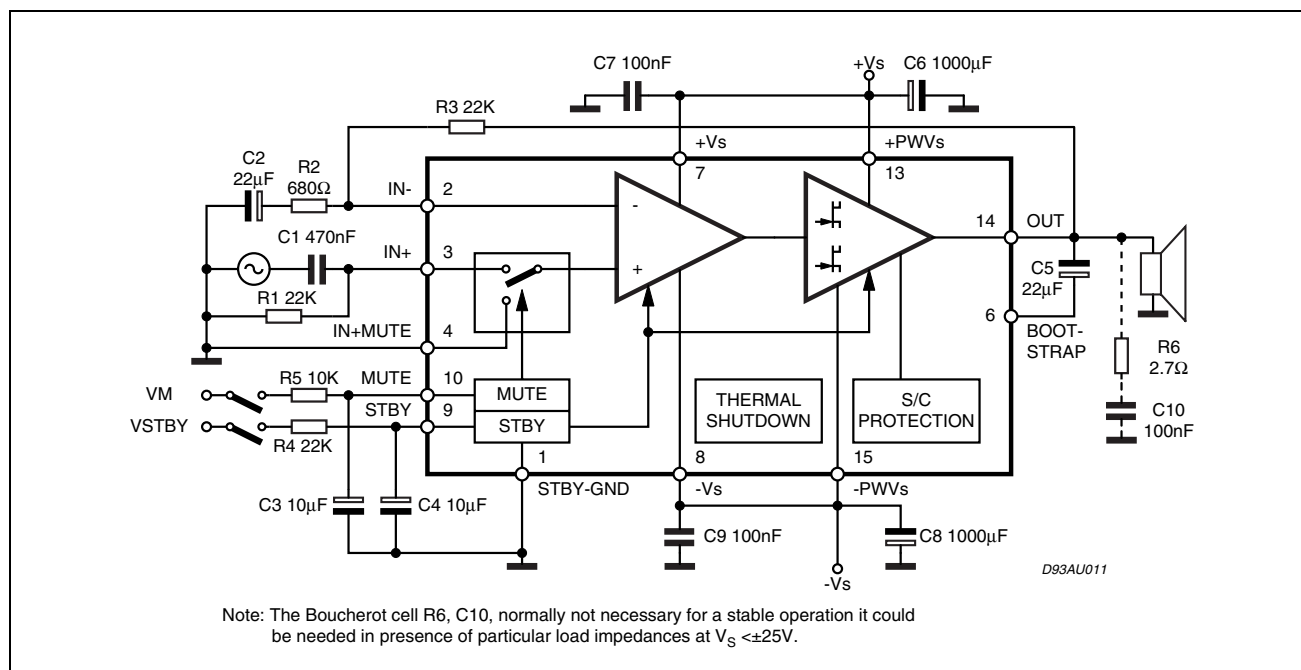 C7 100nF
+Vs
C6 1000µF
R3 22K
+Vs
+PWVs
C2
22µF
R2
680Ω
IN-
2
7
13
-
14
OUT
C1 470nF
IN+
3
+
C5
22µF
R1 22K
IN+MUTE
4
6
BOOT-
STRAP
R6
2.7Ω
VM
R5 10K
MUTE
10
MUTE
THERMAL
SHUTDOWN
S/C
PROTECTION
VSTBY
R4 22K
STBY
9
STBY
C10
100nF
1
8
15
STBY-GND
-Vs
-PWVs
C3 10µF
C4 10µF
C9 100nF
C8 1000µF
-Vs
D93AU011
Note: The Boucherot cell R6, C10, normally not necessary for a stable operation it could
be needed in presence of particular load impedances at VS <±25V.